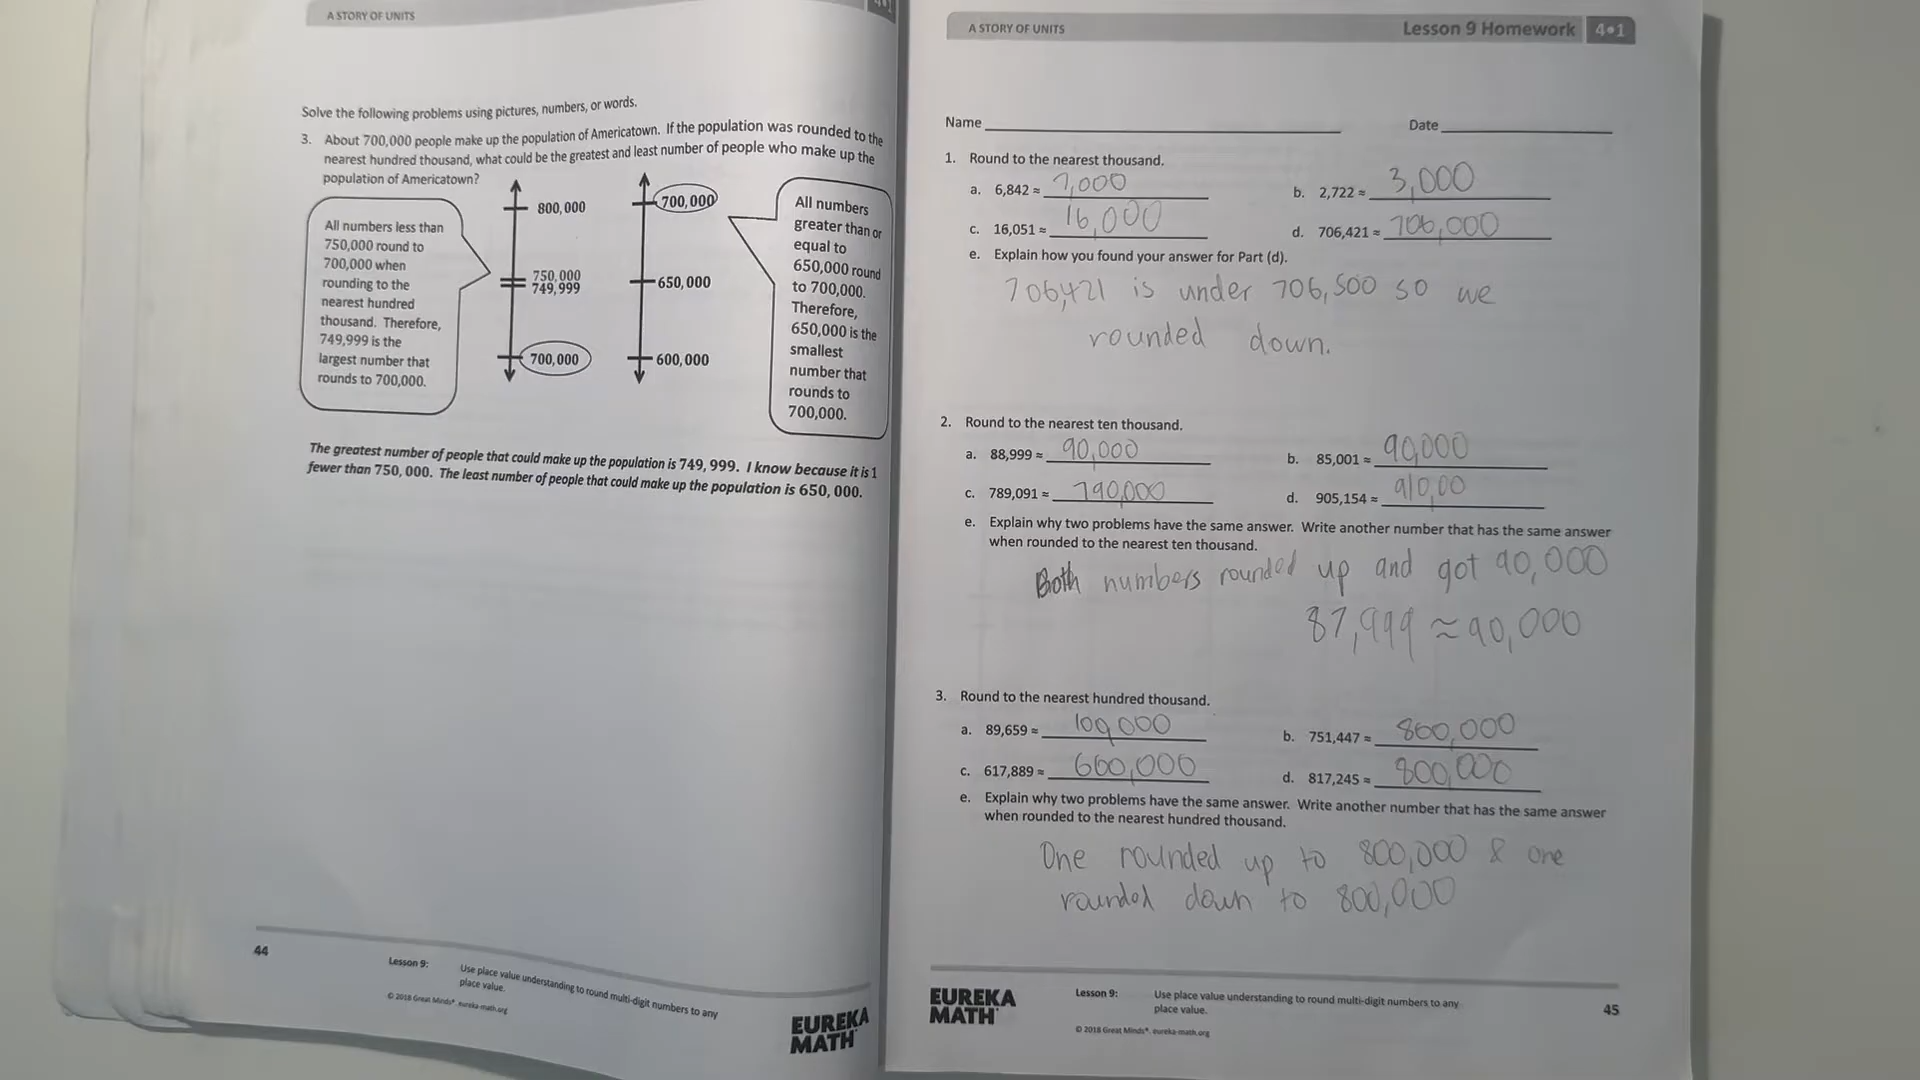 A STORY OF UNITS
Solve the following problems using pictures, numbers, or words.
3. About 700,000 people make up the population of Americatown. If the population was rounded to the
nearest hundred thousand, what could be the greatest and least number of people who make up the
population of Americatown?
All numbers less than
750,000 round to
700,000 when
rounding to the
nearest hundred
thousand. Therefore,
749,999 is the
largest number that
rounds to 700,000.
800,000
750,000
749,999
700,000
700,000
650,000
600,000
All numbers
greater than or
equal to
650,000 round
to 700,000.
Therefore,
650,000 is the
smallest
number that
rounds to
700,000.
The greatest number of people that could make up the population is 749,999. I know because it is 1
fewer than 750,000. The least number of people that could make up the population is 650,000.
44
Lesson 9: Use place value understanding to round multi-digit numbers to any
place value.
© 2018 Great Minds®. eureka-math.org
EUREKA
MATH
A STORY OF UNITS
Lesson 9 Homework 4•1
Name
Date
1. Round to the nearest thousand.
a. 6,842 ≈ 7,000
b. 2,722 ≈ 3,000
c. 16,051 ≈ 16,000
d. 706,421 ≈ 706,000
e. Explain how you found your answer for Part (d).
706,421 is under 706,500 so we
rounded down.
2. Round to the nearest ten thousand.
a. 88,999 ≈ 90,000
b. 85,001 ≈ 90,000
c. 789,091 ≈ 790,000
d. 905,154 ≈ 910,00
e. Explain why two problems have the same answer. Write another number that has the same answer
when rounded to the nearest ten thousand.
Both numbers rounded up and got 90,000
87,999 ≈ 90,000
3. Round to the nearest hundred thousand.
a. 89,659 ≈ 100,000
b. 751,447 ≈ 800,000
c. 617,889 ≈ 600,000
d. 817,245 ≈ 800,000
e. Explain why two problems have the same answer. Write another number that has the same answer
when rounded to the nearest hundred thousand.
One rounded up to 800,000 & one
rounded down to 800,000
EUREKA
MATH
Lesson 9: Use place value understanding to round multi-digit numbers to any
place value.
© 2018 Great Minds®. eureka-math.org
45